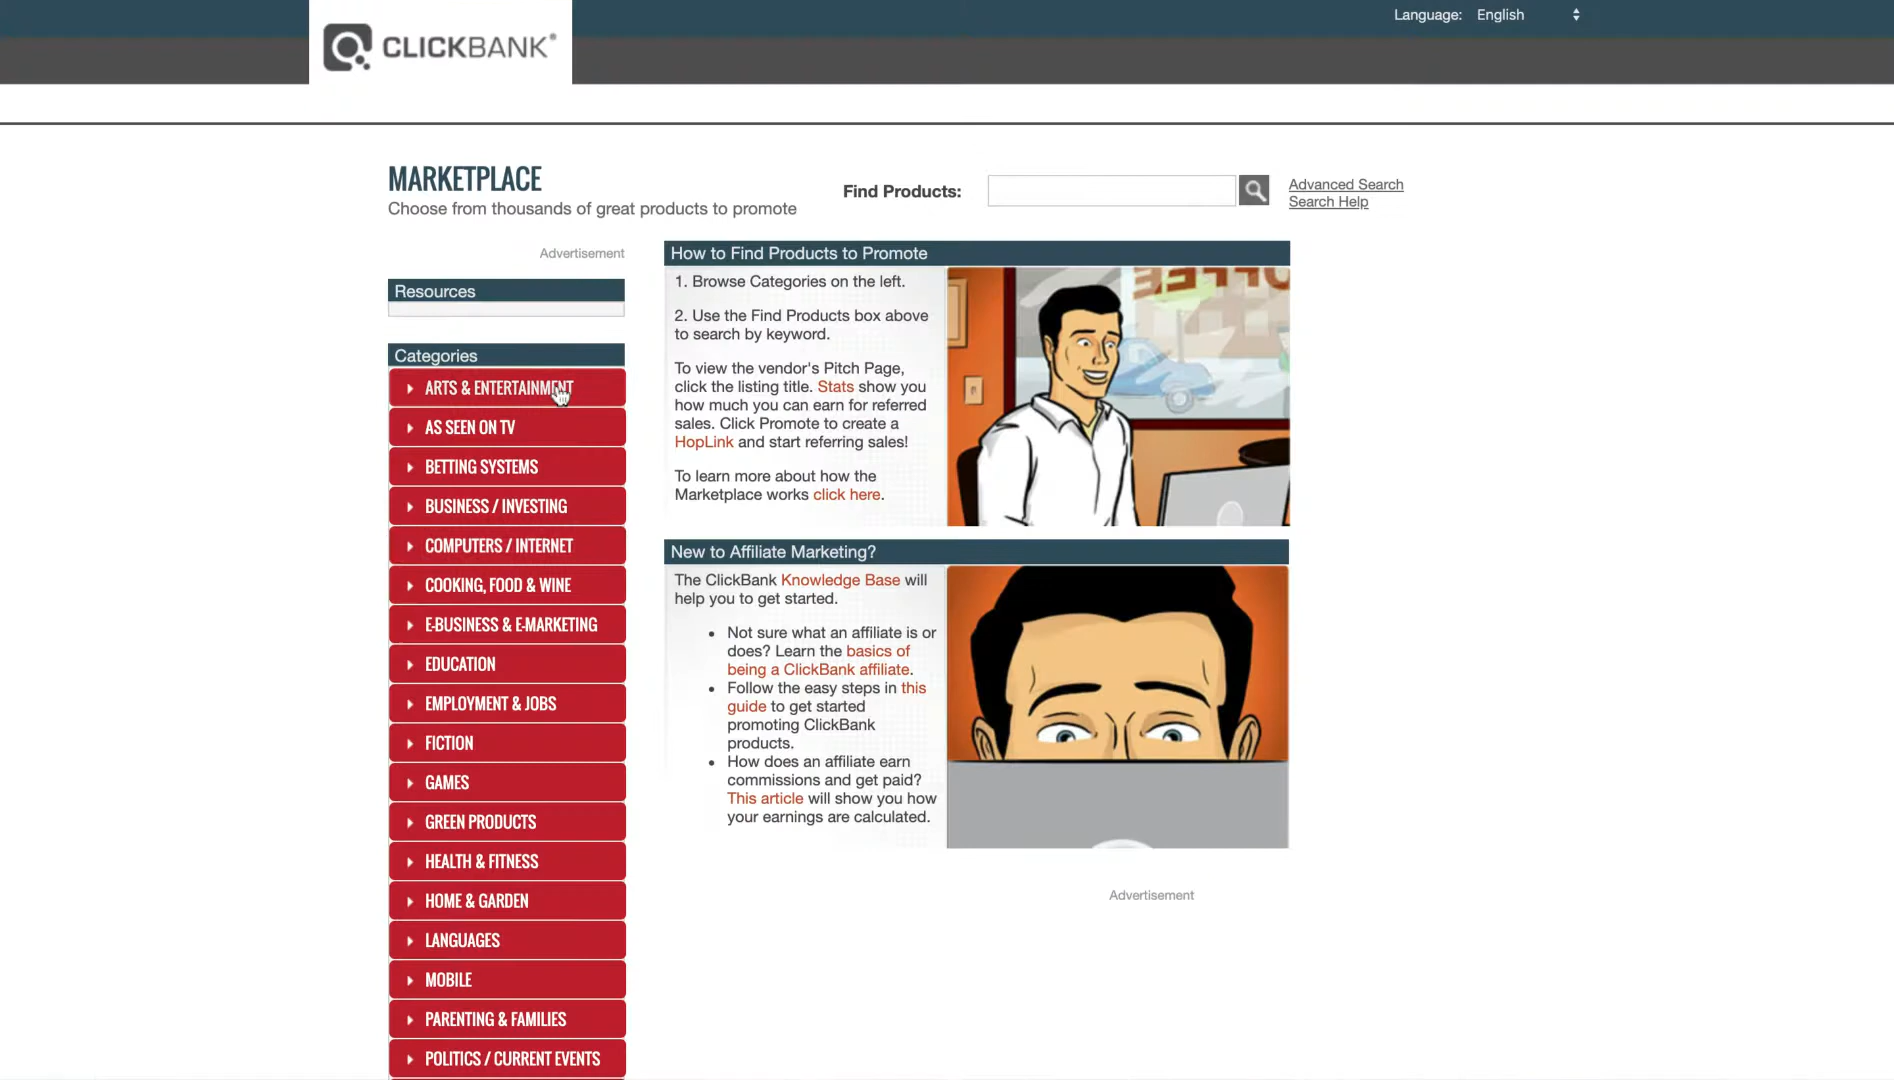 Language: English
CLICKBANK®
MARKETPLACE
Choose from thousands of great products to promote
Find Products:
Advanced Search
Search Help
Advertisement
Resources
Categories
ARTS & ENTERTAINMENT
AS SEEN ON TV
BETTING SYSTEMS
BUSINESS / INVESTING
COMPUTERS / INTERNET
COOKING, FOOD & WINE
E-BUSINESS & E-MARKETING
EDUCATION
EMPLOYMENT & JOBS
FICTION
GAMES
GREEN PRODUCTS
HEALTH & FITNESS
HOME & GARDEN
LANGUAGES
MOBILE
PARENTING & FAMILIES
POLITICS / CURRENT EVENTS
How to Find Products to Promote
1. Browse Categories on the left.
2. Use the Find Products box above
to search by keyword.
To view the vendor's Pitch Page,
click the listing title. Stats show you
how much you can earn for referred
sales. Click Promote to create a
HopLink and start referring sales!
To learn more about how the
Marketplace works click here.
New to Affiliate Marketing?
The ClickBank Knowledge Base will
help you to get started.
• Not sure what an affiliate is or
does? Learn the basics of
being a ClickBank affiliate.
• Follow the easy steps in this
guide to get started
promoting ClickBank
products.
• How does an affiliate earn
commissions and get paid?
This article will show you how
your earnings are calculated.
Advertisement